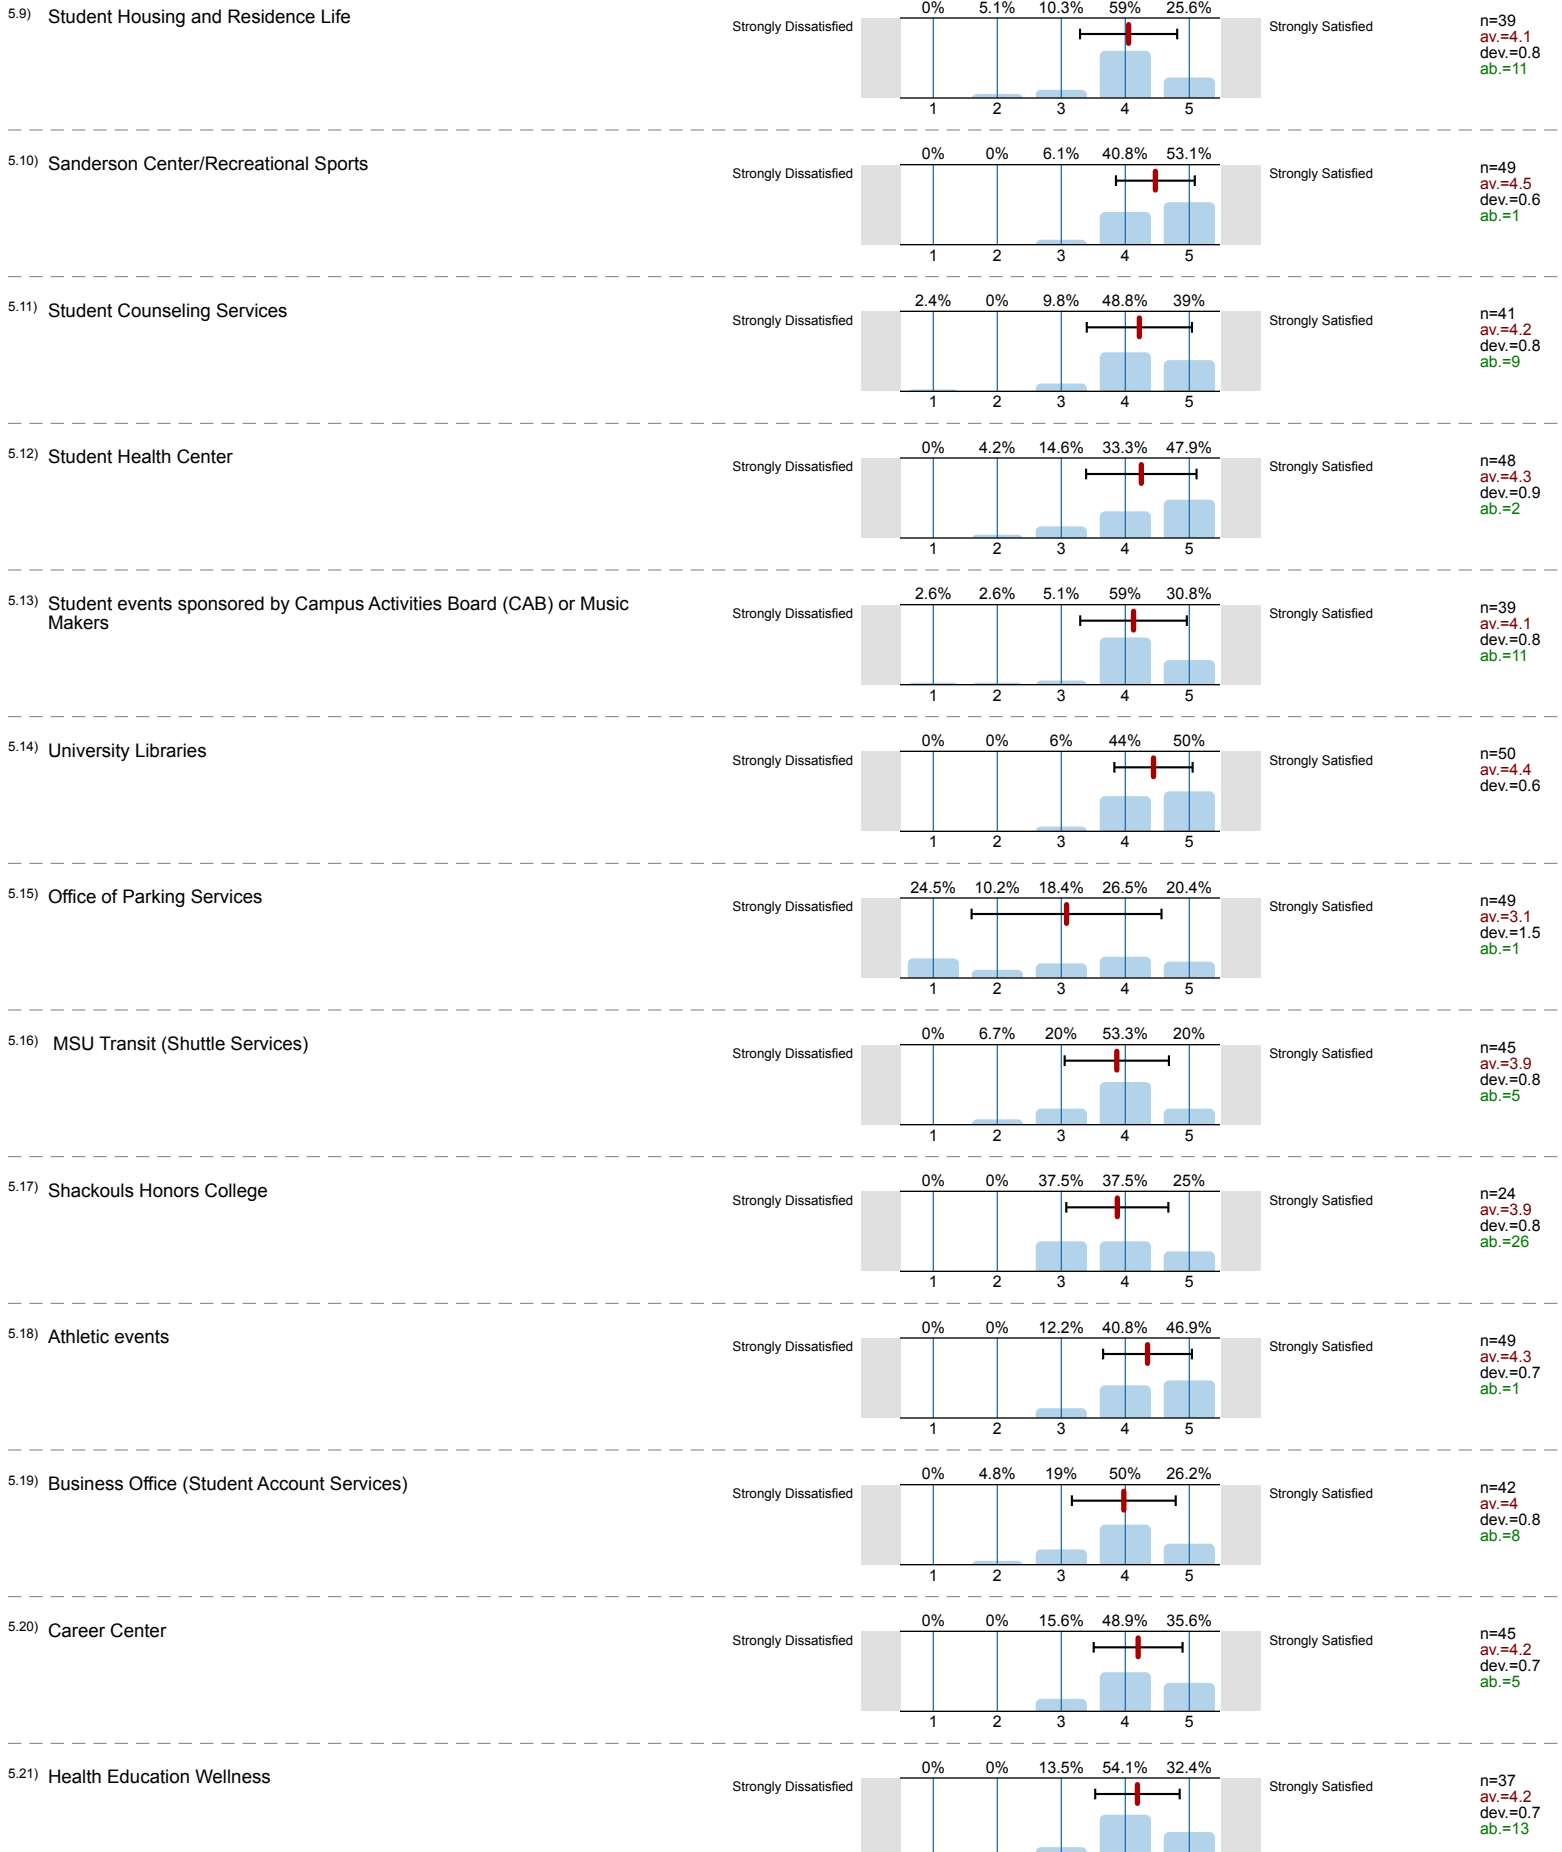 5.9) Student Housing and Residence Life
0% 5.1% 10.3% 59% 25.6%
Strongly Dissatisfied Strongly Satisfied
1 2 3 4 5
n=39
av.=4.1
dev.=0.8
ab.=11
5.10) Sanderson Center/Recreational Sports
0% 0% 6.1% 40.8% 53.1%
Strongly Dissatisfied Strongly Satisfied
1 2 3 4 5
n=49
av.=4.5
dev.=0.6
ab.=1
5.11) Student Counseling Services
2.4% 0% 9.8% 48.8% 39%
Strongly Dissatisfied Strongly Satisfied
1 2 3 4 5
n=41
av.=4.2
dev.=0.8
ab.=9
5.12) Student Health Center
0% 4.2% 14.6% 33.3% 47.9%
Strongly Dissatisfied Strongly Satisfied
1 2 3 4 5
n=48
av.=4.3
dev.=0.9
ab.=2
5.13) Student events sponsored by Campus Activities Board (CAB) or Music
Makers
2.6% 2.6% 5.1% 59% 30.8%
Strongly Dissatisfied Strongly Satisfied
1 2 3 4 5
n=39
av.=4.1
dev.=0.8
ab.=11
5.14) University Libraries
0% 0% 6% 44% 50%
Strongly Dissatisfied Strongly Satisfied
1 2 3 4 5
n=50
av.=4.4
dev.=0.6
5.15) Office of Parking Services
24.5% 10.2% 18.4% 26.5% 20.4%
Strongly Dissatisfied Strongly Satisfied
1 2 3 4 5
n=49
av.=3.1
dev.=1.5
ab.=1
5.16) MSU Transit (Shuttle Services)
0% 6.7% 20% 53.3% 20%
Strongly Dissatisfied Strongly Satisfied
1 2 3 4 5
n=45
av.=3.9
dev.=0.8
ab.=5
5.17) Shackouls Honors College
0% 0% 37.5% 37.5% 25%
Strongly Dissatisfied Strongly Satisfied
1 2 3 4 5
n=24
av.=3.9
dev.=0.8
ab.=26
5.18) Athletic events
0% 0% 12.2% 40.8% 46.9%
Strongly Dissatisfied Strongly Satisfied
1 2 3 4 5
n=49
av.=4.3
dev.=0.7
ab.=1
5.19) Business Office (Student Account Services)
0% 4.8% 19% 50% 26.2%
Strongly Dissatisfied Strongly Satisfied
1 2 3 4 5
n=42
av.=4
dev.=0.8
ab.=8
5.20) Career Center
0% 0% 15.6% 48.9% 35.6%
Strongly Dissatisfied Strongly Satisfied
1 2 3 4 5
n=45
av.=4.2
dev.=0.7
ab.=5
5.21) Health Education Wellness
0% 0% 13.5% 54.1% 32.4%
Strongly Dissatisfied Strongly Satisfied
n=37
av.=4.2
dev.=0.7
ab.=13